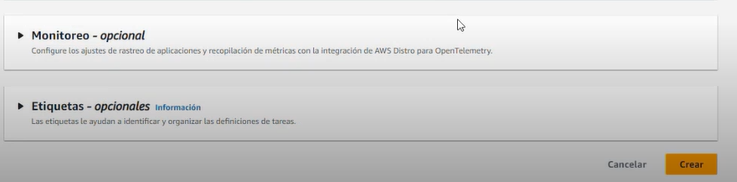 Monitoreo - opcional
Configure los ajustes de rastreo de aplicaciones y recopilación de métricas con la integración de AWS Distro para OpenTelemetry.
Etiquetas - opcionales Información
Las etiquetas le ayudan a identificar y organizar las definiciones de tareas.
Cancelar Crear